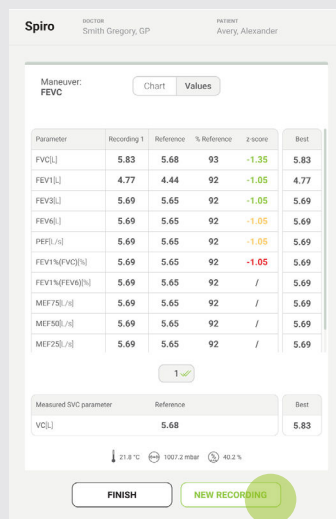 Spiro
DOCTOR
Smith Gregory, GP
PATIENT
Avery, Alexander
Maneuver:
FEVC
Chart Values
Parameter Recording 1 Reference % Reference z-score Best
FVC[L] 5.83 5.68 93 -1.35 5.83
FEV1[L] 4.77 4.44 92 -1.05 4.77
FEV3[L] 5.69 5.65 92 -1.05 5.69
FEV6[L] 5.69 5.65 92 -1.05 5.69
PEF[L/s] 5.69 5.65 92 -1.05 5.69
FEV1%(FVC)[%] 5.69 5.65 92 -1.05 5.69
FEV1%(FEV6)[%] 5.69 5.65 92 / 5.69
MEF75[L/s] 5.69 5.65 92 / 5.69
MEF50[L/s] 5.69 5.65 92 / 5.69
MEF25[L/s] 5.69 5.65 92 / 5.69
1
Measured SVC parameter Reference Best
VC[L] 5.68 5.83
21.8 °C 1007.2 mbar 40.2 %
FINISH NEW RECORDING